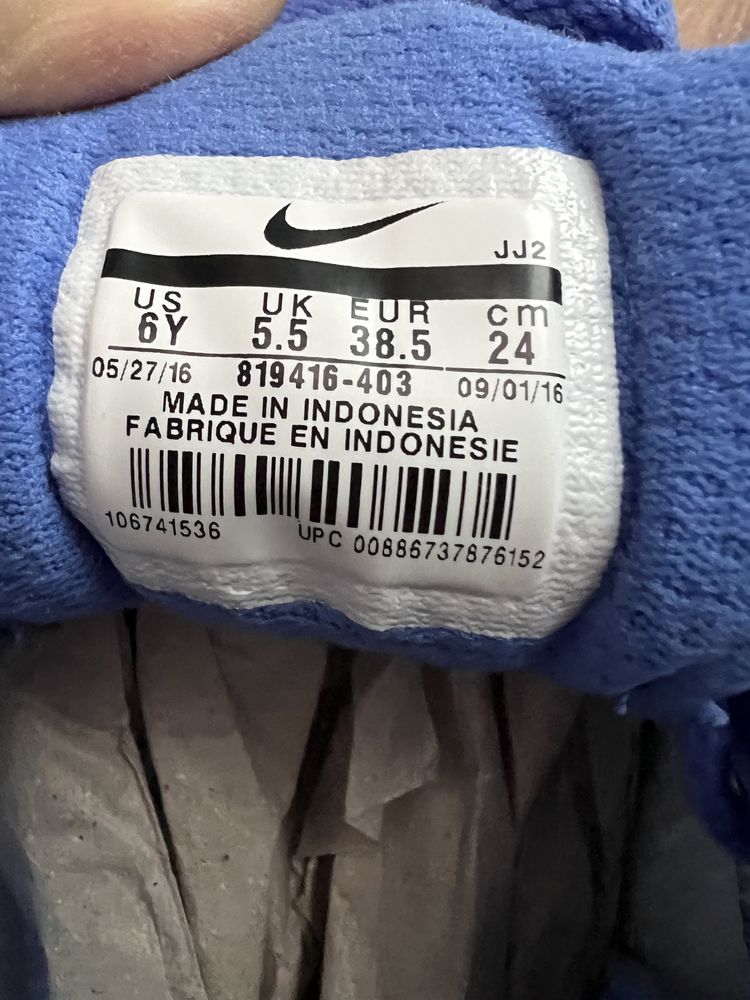 JJ2
US UK EUR cm
6Y 5.5 38.5 24
05/27/16 819416-403 09/01/16
MADE IN INDONESIA
FABRIQUE EN INDONESIE
106741536 UPC 00886737876152